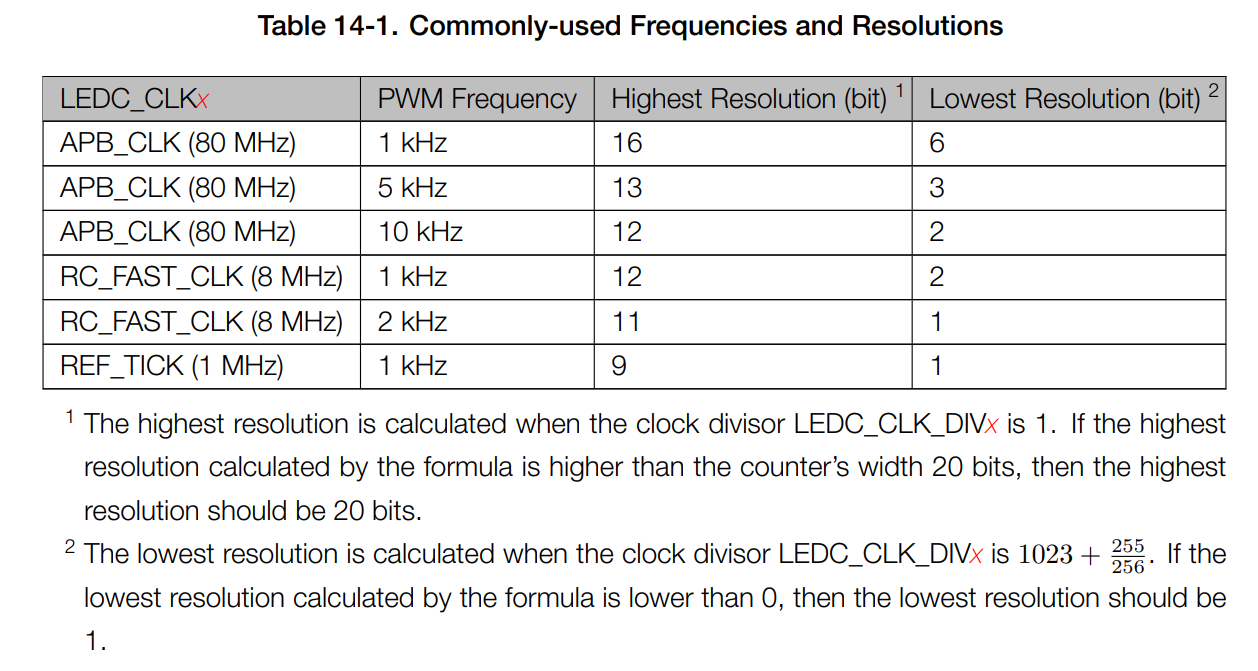 Table 14-1. Commonly-used Frequencies and Resolutions
LEDC_CLKx PWM Frequency Highest Resolution (bit) 1 Lowest Resolution (bit) 2
APB_CLK (80 MHz) 1 kHz 16 6
APB_CLK (80 MHz) 5 kHz 13 3
APB_CLK (80 MHz) 10 kHz 12 2
RC_FAST_CLK (8 MHz) 1 kHz 12 2
RC_FAST_CLK (8 MHz) 2 kHz 11 1
REF_TICK (1 MHz) 1 kHz 9 1
1 The highest resolution is calculated when the clock divisor LEDC_CLK_DIVx is 1. If the highest
resolution calculated by the formula is higher than the counter's width 20 bits, then the highest
resolution should be 20 bits.
2 The lowest resolution is calculated when the clock divisor LEDC_CLK_DIVx is 1023 + 255/256. If the
lowest resolution calculated by the formula is lower than 0, then the lowest resolution should be
1.